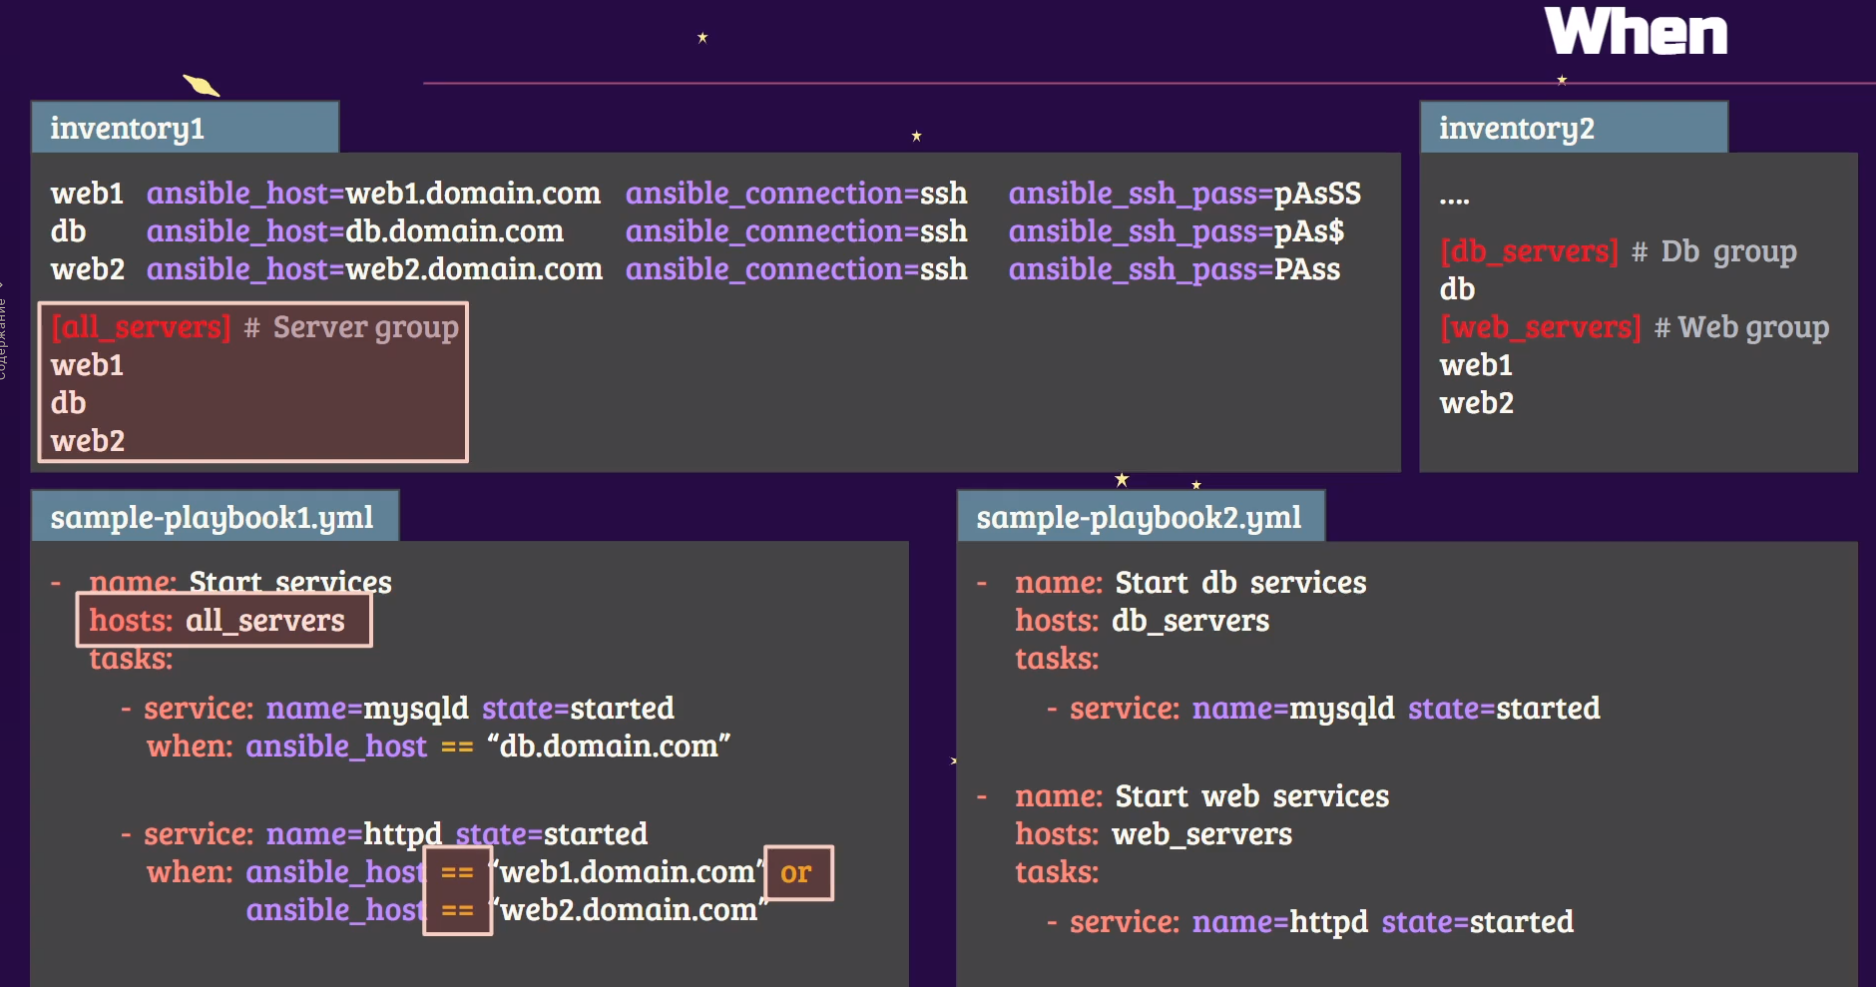 When
inventory1
web1 ansible_host=web1.domain.com ansible_connection=ssh ansible_ssh_pass=pAsSS
db ansible_host=db.domain.com ansible_connection=ssh ansible_ssh_pass=pAs$
web2 ansible_host=web2.domain.com ansible_connection=ssh ansible_ssh_pass=PAss
[all_servers] # Server group
web1
db
web2
inventory2
....
[db_servers] # Db group
db
[web_servers] # Web group
web1
web2
Содержание
sample-playbook1.yml
- name: Start services
hosts: all_servers
tasks:
- service: name=mysqld state=started
when: ansible_host == “db.domain.com”
- service: name=httpd state=started
when: ansible_host == “web1.domain.com” or
ansible_host == “web2.domain.com”
sample-playbook2.yml
- name: Start db services
hosts: db_servers
tasks:
- service: name=mysqld state=started
- name: Start web services
hosts: web_servers
tasks:
- service: name=httpd state=started